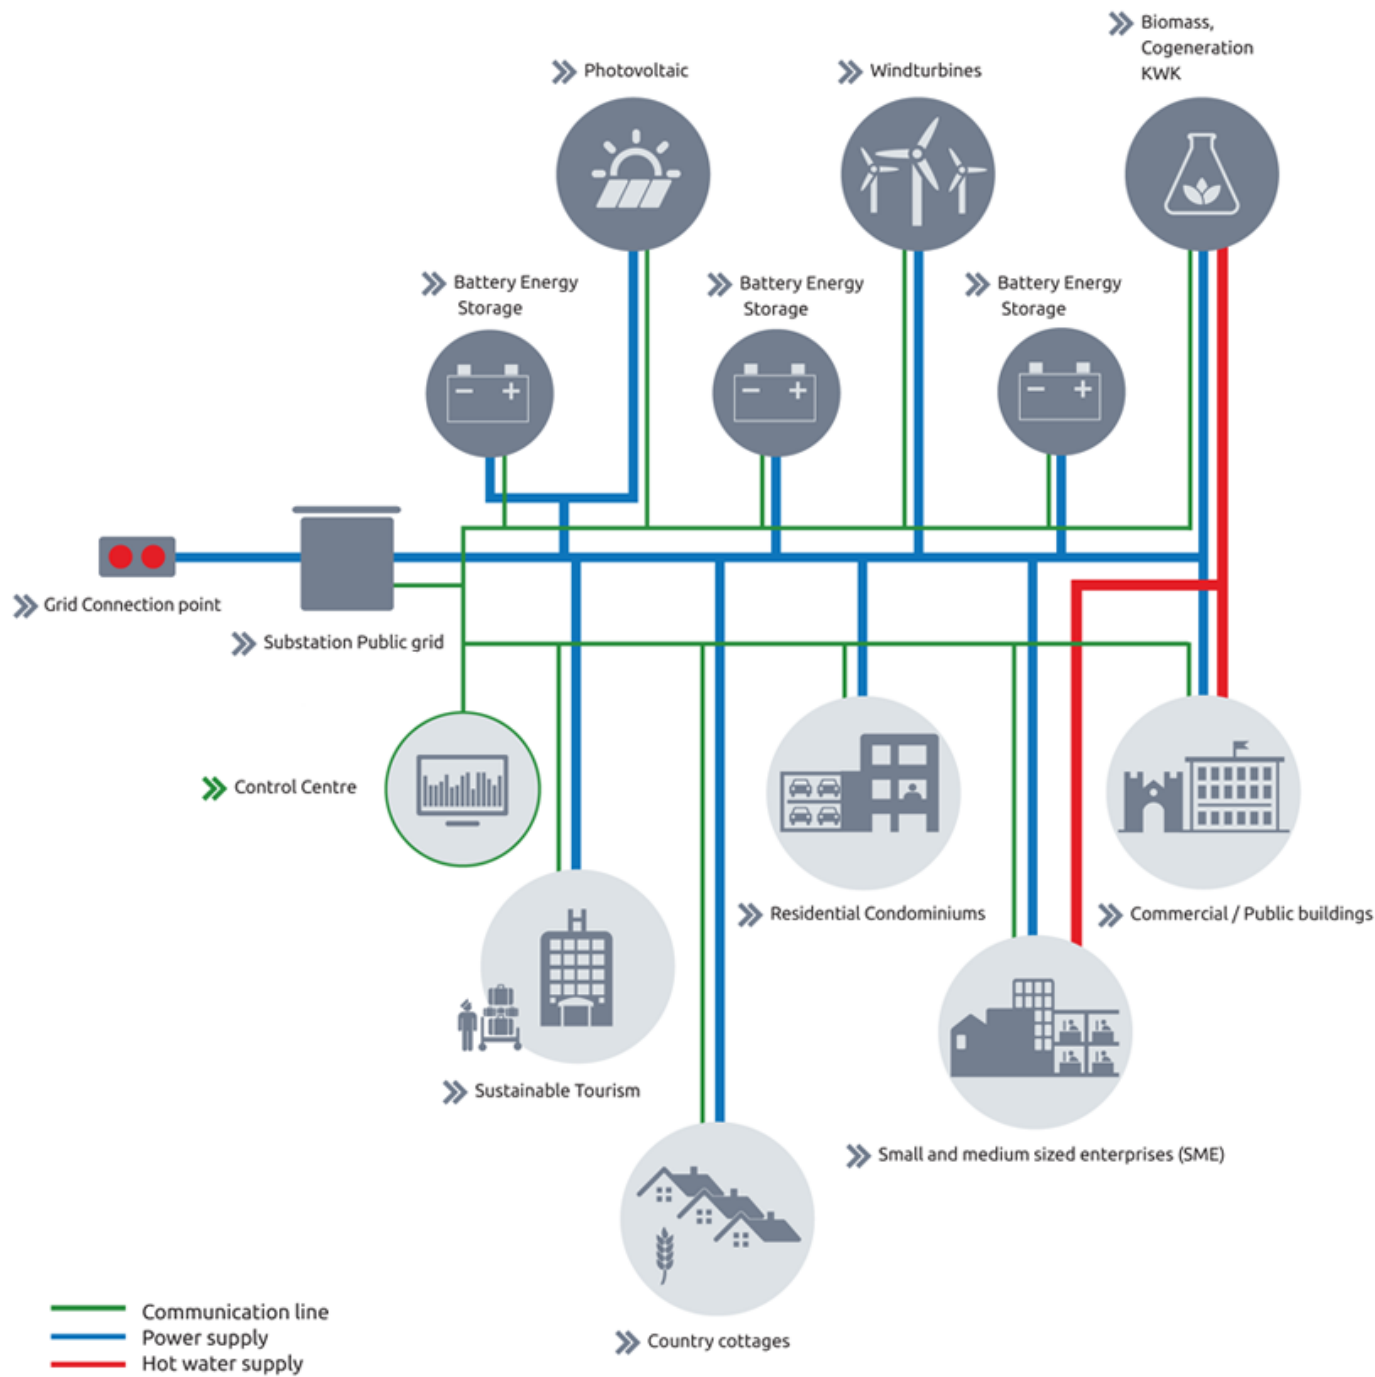 Biomass,
Cogeneration
KWK
Photovoltaic
Windturbines
Battery Energy
Storage
Battery Energy
Storage
Battery Energy
Storage
Grid Connection point
Substation Public grid
Control Centre
Residential Condominiums
Commercial / Public buildings
H
Sustainable Tourism
Small and medium sized enterprises (SME)
Country cottages
Communication line
Power supply
Hot water supply